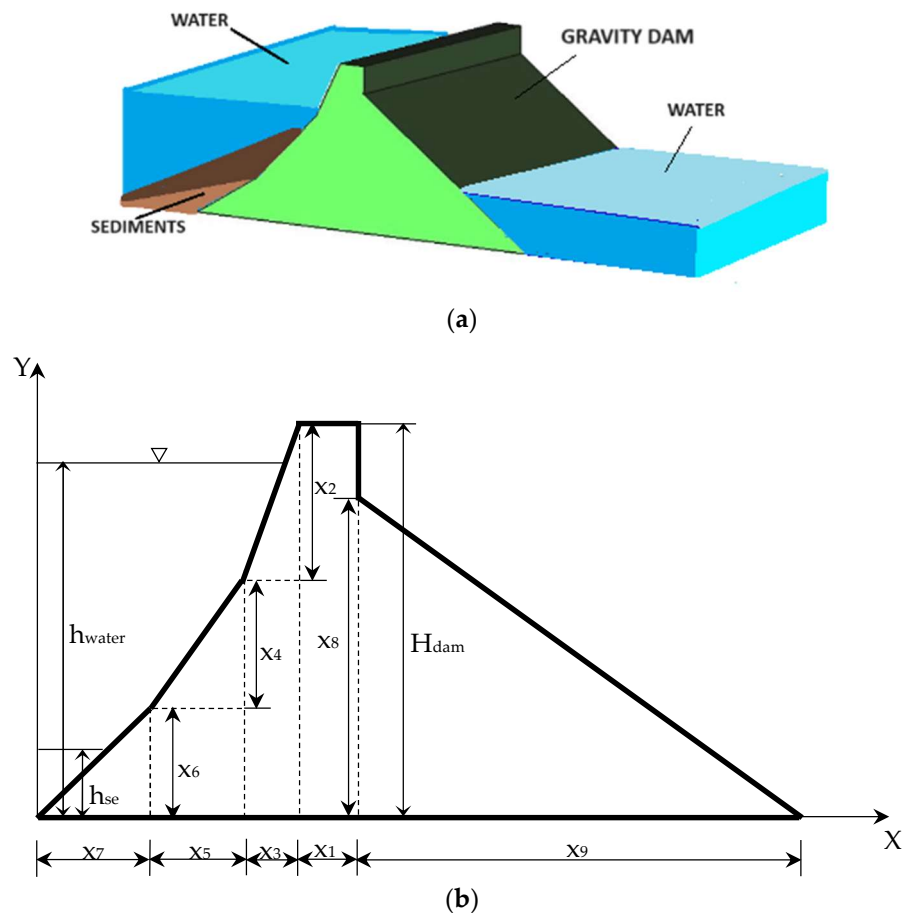 WATER
GRAVITY DAM
WATER
SEDIMENTS
(a)
Y
▽
x2
hwater
x4
x8
Hdam
x6
hse
X
x7 x5 x3 x1 x9
(b)